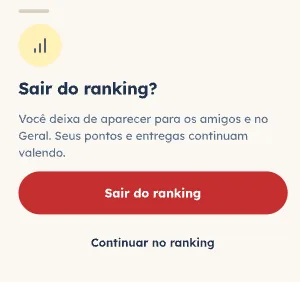 Sair do ranking?
Você deixa de aparecer para os amigos e no
Geral. Seus pontos e entregas continuam
valendo.
Sair do ranking
Continuar no ranking